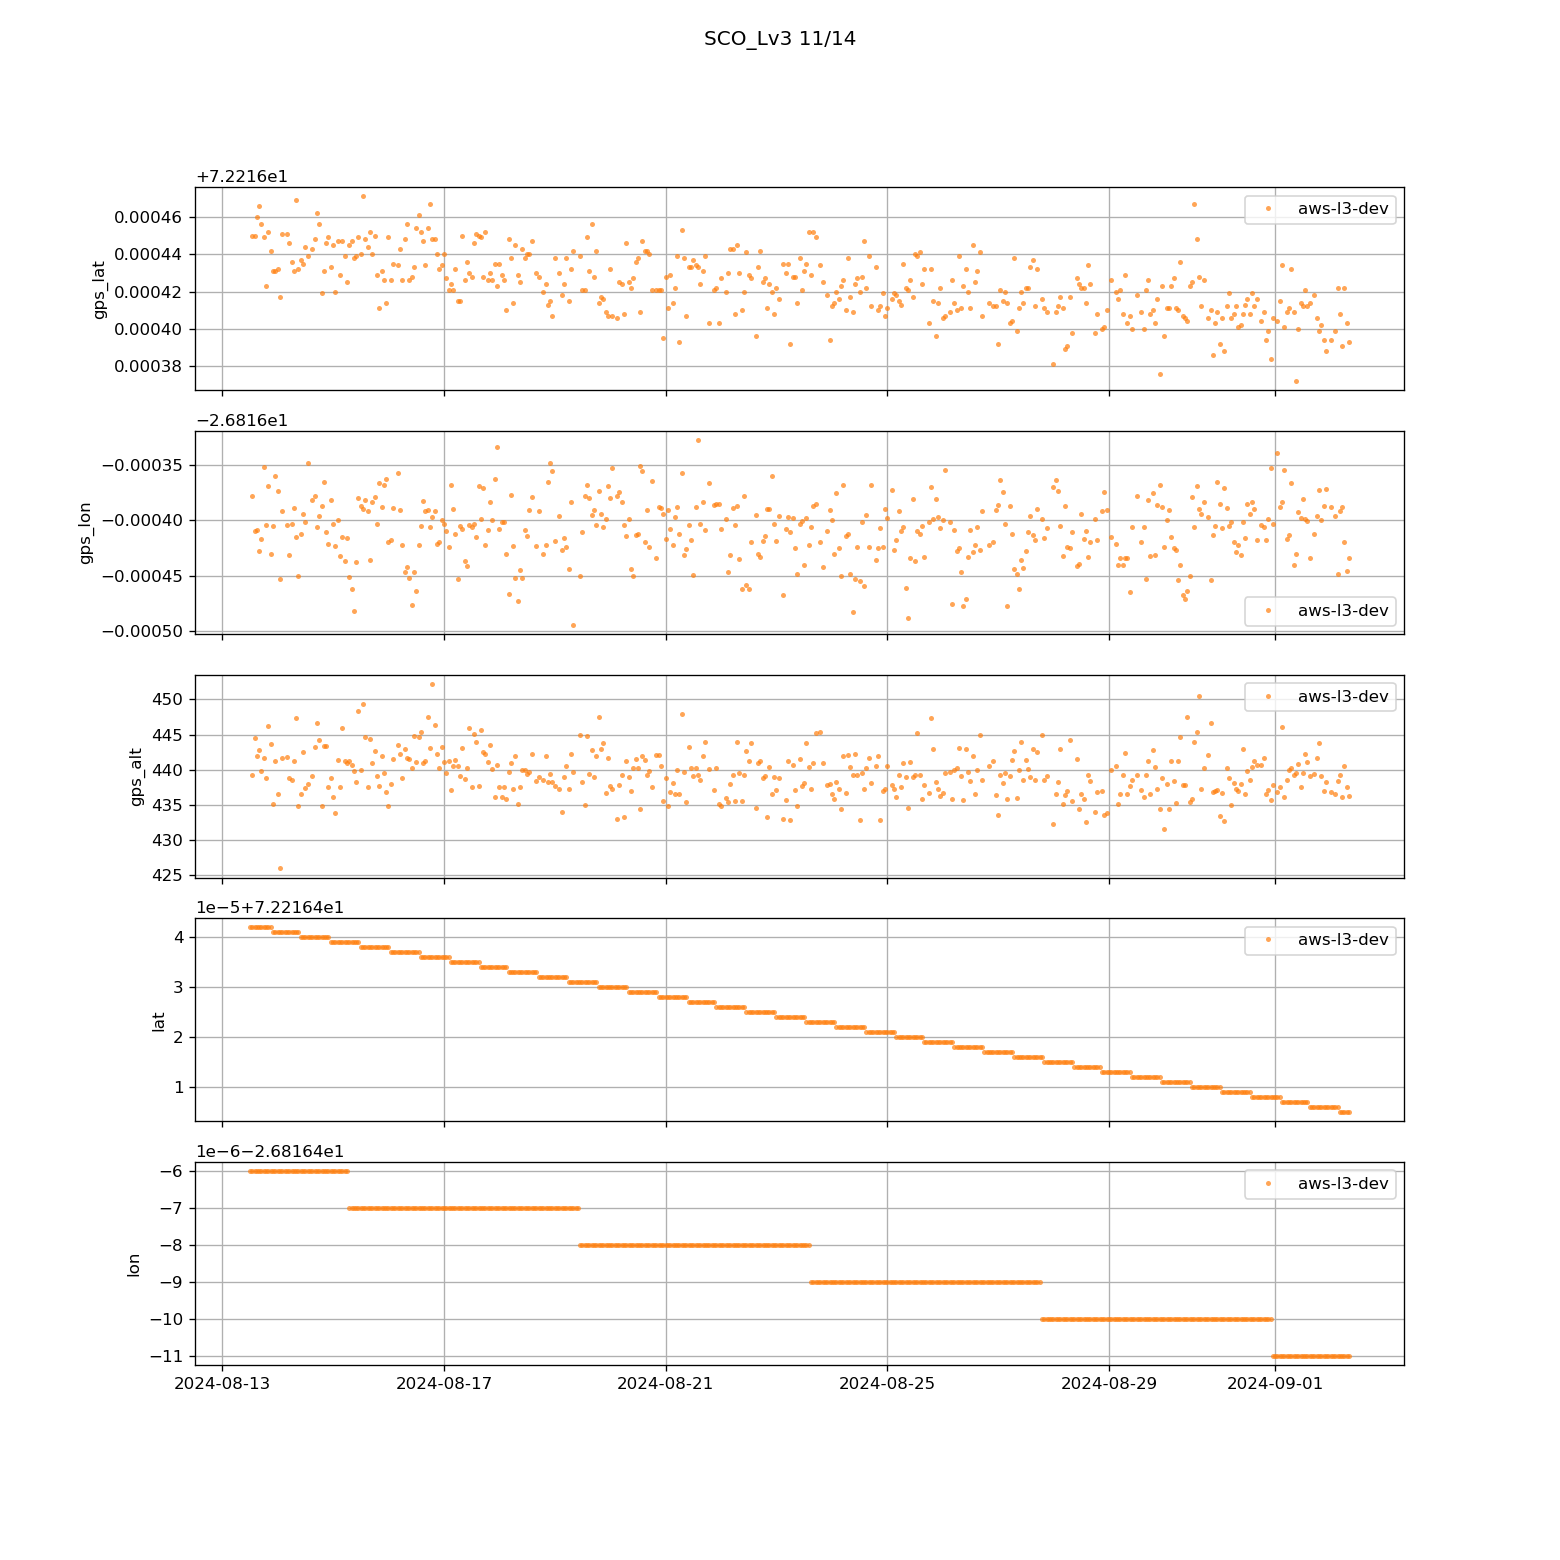 SCO_Lv3 11/14
+7.2216e1
gps_lat
0.00046
0.00044
0.00042
0.00040
0.00038
aws-l3-dev
−2.6816e1
gps_lon
−0.00035
−0.00040
−0.00045
−0.00050
aws-l3-dev
gps_alt
450
445
440
435
430
425
aws-l3-dev
1e−5+7.22164e1
lat
4
3
2
1
aws-l3-dev
1e−6−2.68164e1
lon
−6
−7
−8
−9
−10
−11
aws-l3-dev
2024-08-13 2024-08-17 2024-08-21 2024-08-25 2024-08-29 2024-09-01